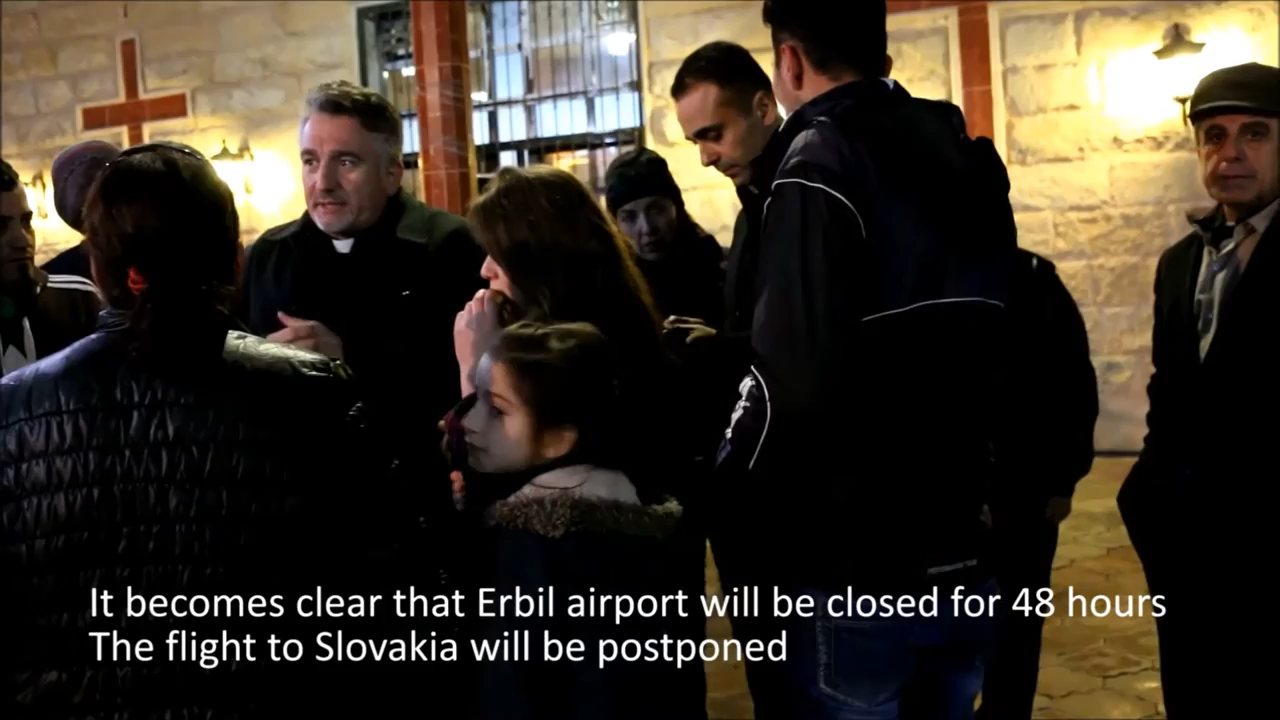 It becomes clear that Erbil airport will be closed for 48 hours
The flight to Slovakia will be postponed